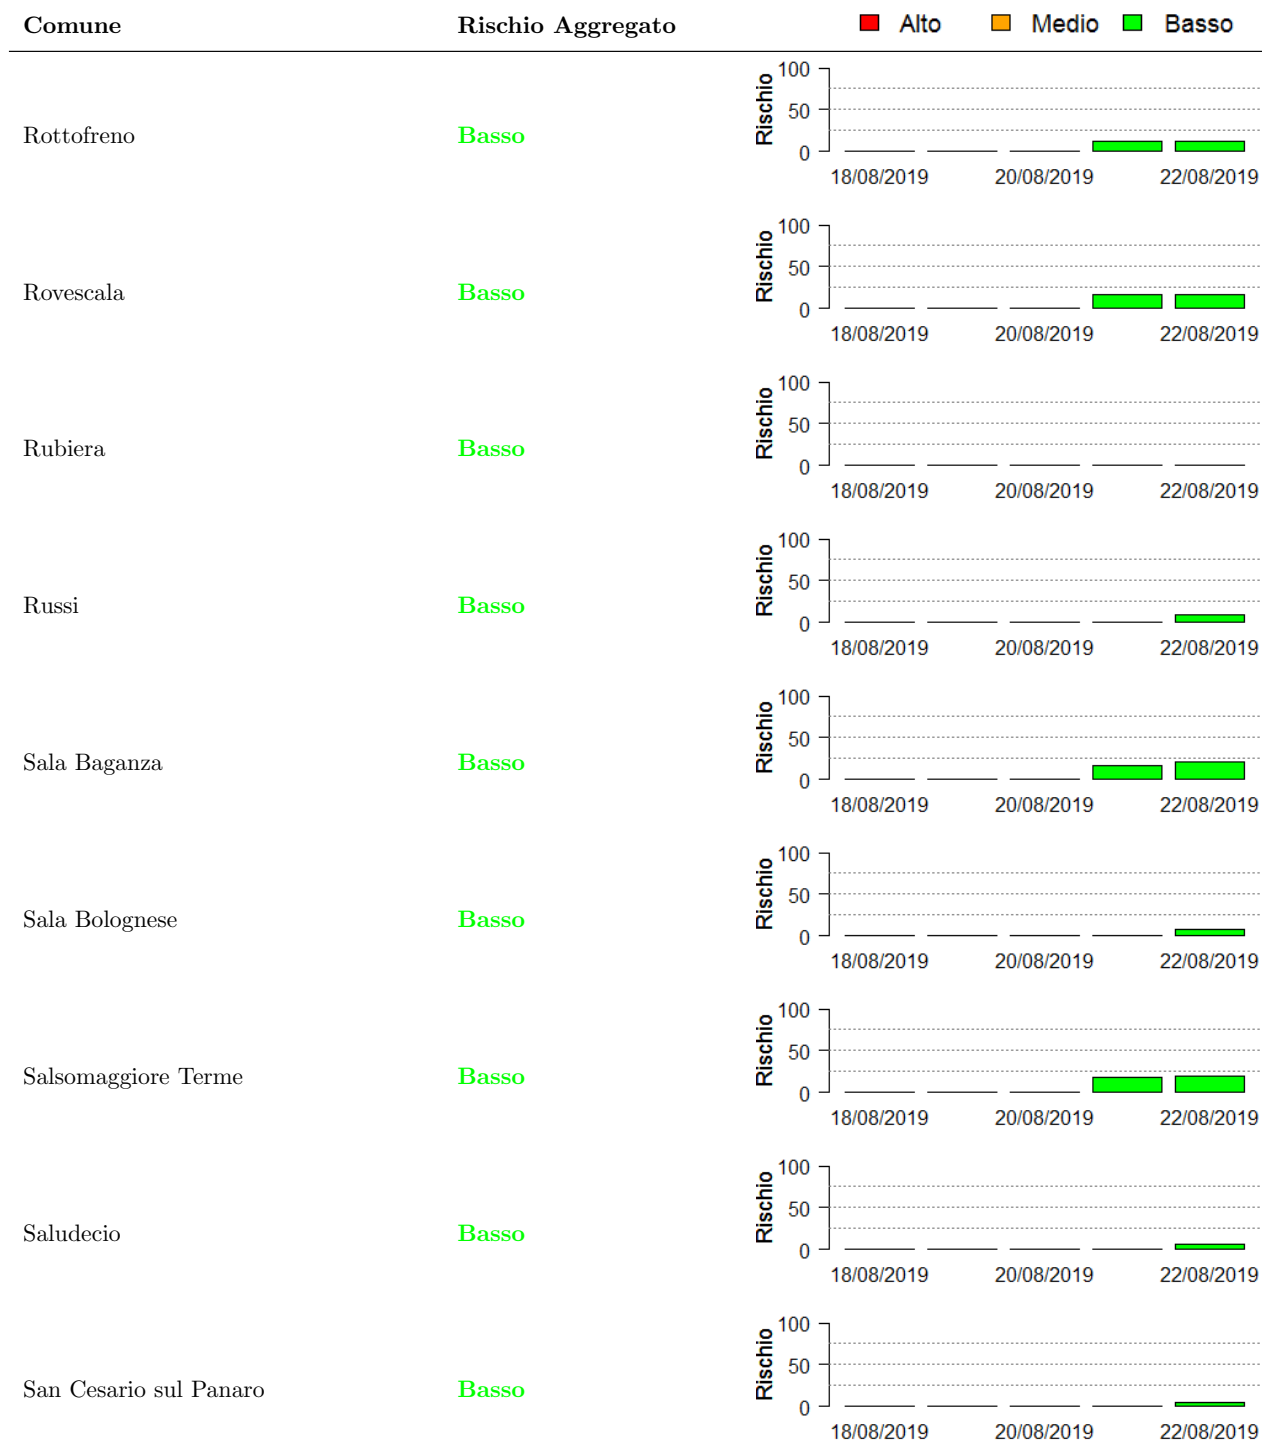 Comune Rischio Aggregato Alto Medio Basso
Rottofreno Basso
Rischio
100
50
0
18/08/2019 20/08/2019 22/08/2019
Rovescala Basso
Rischio
100
50
0
18/08/2019 20/08/2019 22/08/2019
Rubiera Basso
Rischio
100
50
0
18/08/2019 20/08/2019 22/08/2019
Russi Basso
Rischio
100
50
0
18/08/2019 20/08/2019 22/08/2019
Sala Baganza Basso
Rischio
100
50
0
18/08/2019 20/08/2019 22/08/2019
Sala Bolognese Basso
Rischio
100
50
0
18/08/2019 20/08/2019 22/08/2019
Salsomaggiore Terme Basso
Rischio
100
50
0
18/08/2019 20/08/2019 22/08/2019
Saludecio Basso
Rischio
100
50
0
18/08/2019 20/08/2019 22/08/2019
San Cesario sul Panaro Basso
Rischio
100
50
0
18/08/2019 20/08/2019 22/08/2019